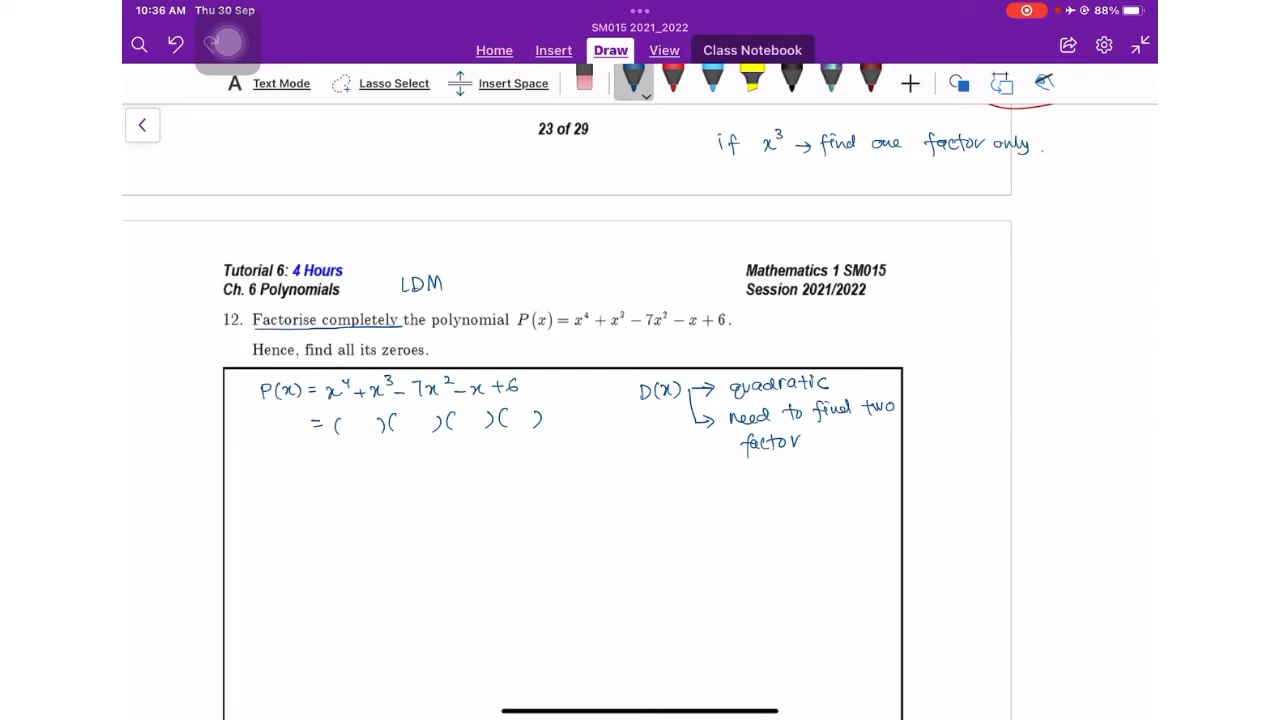 10:36 AM Thu 30 Sep
88%
SM015 2021_2022
Home Insert Draw View Class Notebook
Text Mode Lasso Select Insert Space
23 of 29
if x³ → find one factor only.
Tutorial 6: 4 Hours
Ch. 6 Polynomials
LDM
Mathematics 1 SM015
Session 2021/2022
12. Factorise completely the polynomial P(x) = x⁴ + x³ − 7x² − x + 6.
Hence, find all its zeroes.
P(x) = x⁴ + x³ − 7x² − x + 6
= ( )( )( )( )
D(x) → quadratic
→ need to find two
factor